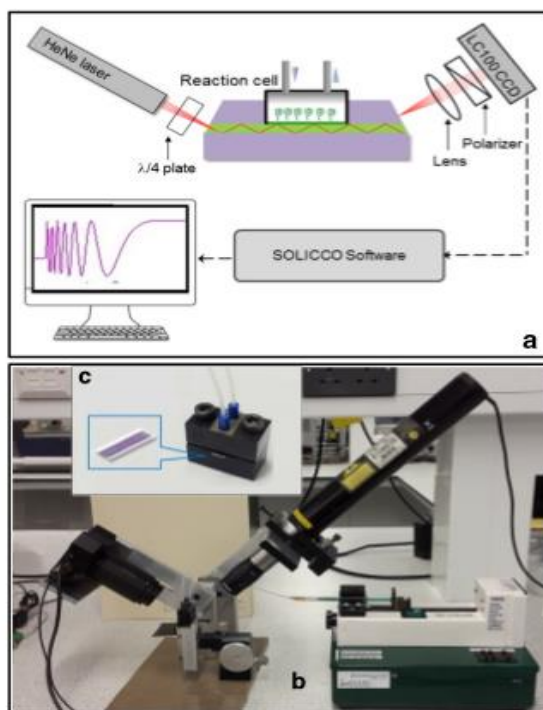 HeNe laser
Reaction cell
LC100 CCD
Polarizer
Lens
λ/4 plate
SOLICCO Software
a
c
b